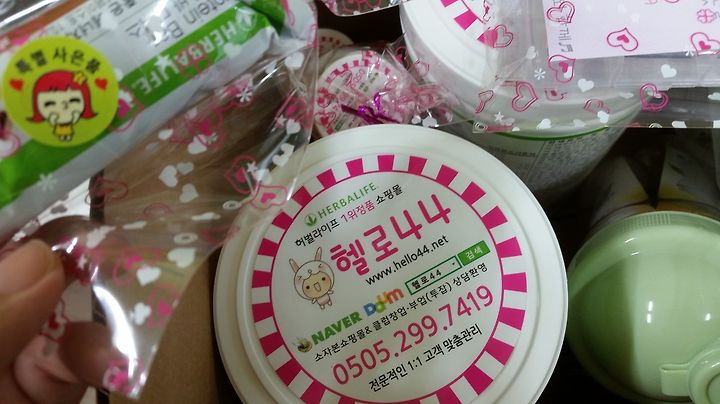 특별 사은품
HERBALIFE
HERBALIFE
허벌라이프 1위정품 쇼핑몰
헬로44
www.hello44.net
NAVER Daum 헬로44 검색
소자본쇼핑몰& 클럽창업·부업(투잡) 상담환영
0505.299.7419
전문적인 1:1 고객 맞춤관리